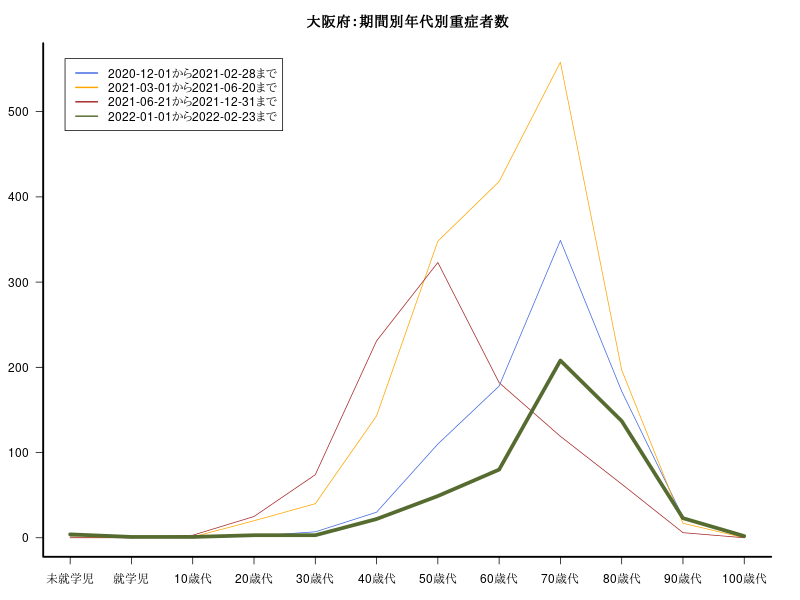 大阪府：期間別年代別重症者数
2020-12-01から2021-02-28まで
2021-03-01から2021-06-20まで
2021-06-21から2021-12-31まで
2022-01-01から2022-02-23まで
500
400
300
200
100
0
未就学児 就学児 10歳代 20歳代 30歳代 40歳代 50歳代 60歳代 70歳代 80歳代 90歳代 100歳代